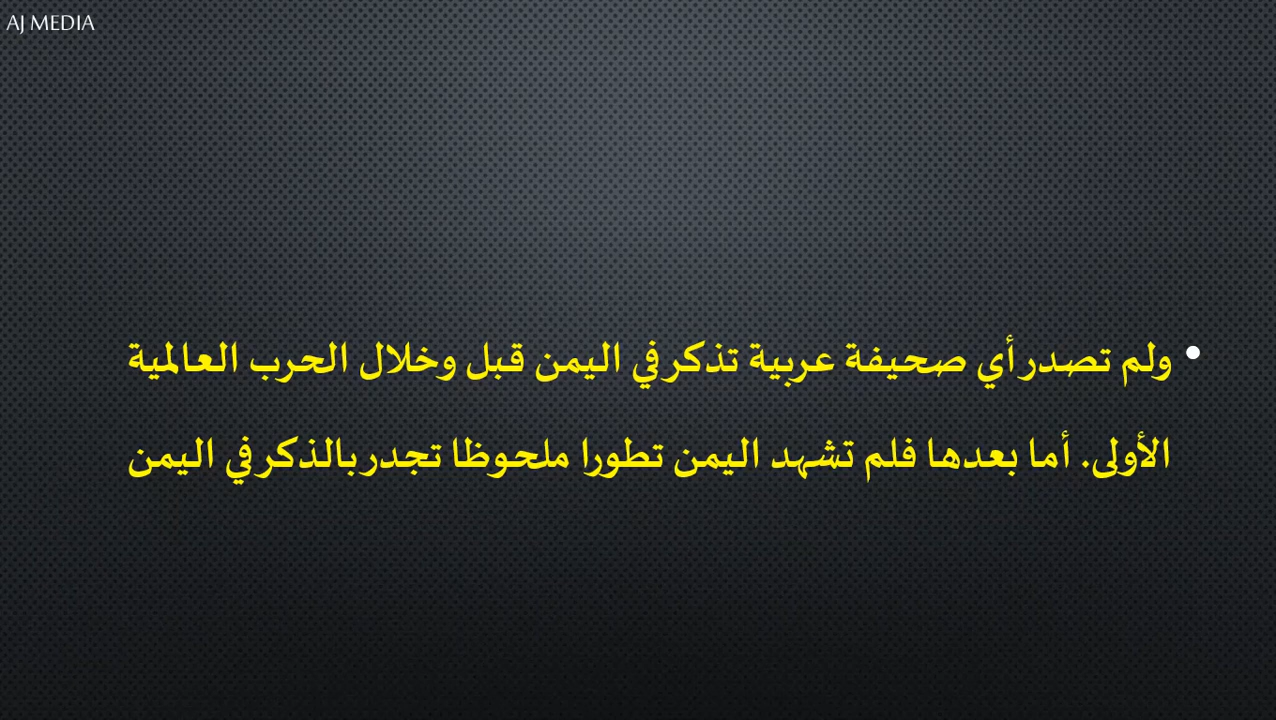 AJ MEDIA
• ولم تصدر أي صحيفة عربية تذكر في اليمن قبل وخلال الحرب العالمية
الأولى. أما بعدها فلم تشهد اليمن تطورا ملحوظا تجدر بالذكر في اليمن